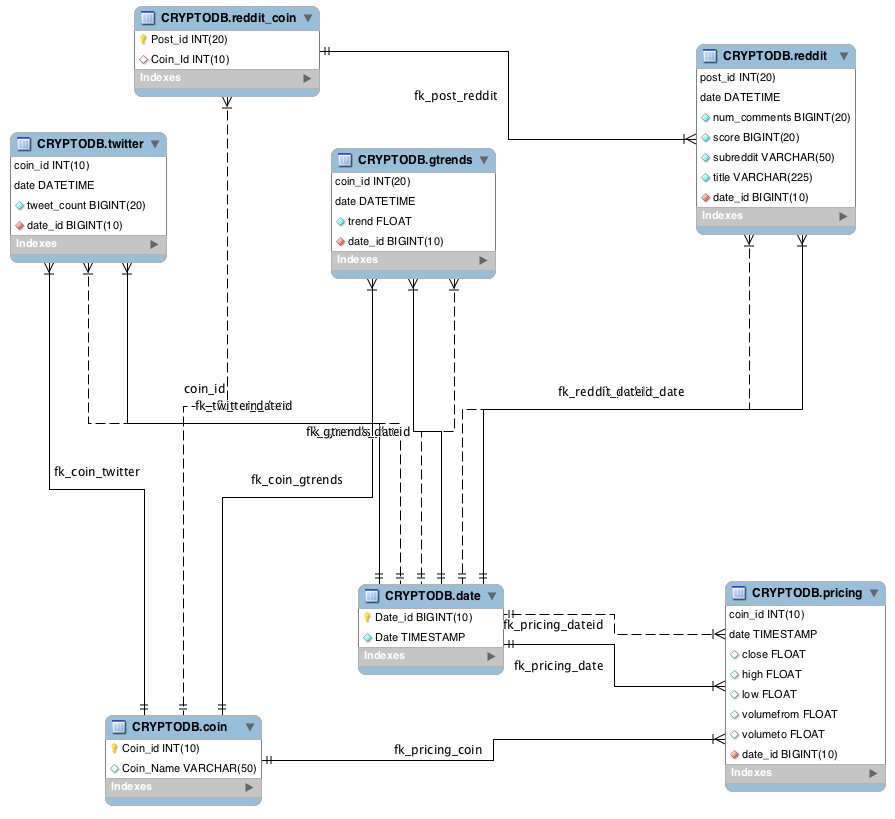 CRYPTODB.reddit_coin
Post_id INT(20)
Coin_Id INT(10)
Indexes
CRYPTODB.reddit
post_id INT(20)
date DATETIME
num_comments BIGINT(20)
score BIGINT(20)
subreddit VARCHAR(50)
title VARCHAR(225)
date_id BIGINT(10)
Indexes
fk_post_reddit
CRYPTODB.twitter
coin_id INT(10)
date DATETIME
tweet_count BIGINT(20)
date_id BIGINT(10)
Indexes
CRYPTODB.gtrends
coin_id INT(20)
date DATETIME
trend FLOAT
date_id BIGINT(10)
Indexes
coin_id
fk_twitter_dateid
fk_reddit_dateid_date
fk_gtrends_dateid
fk_coin_twitter
fk_coin_gtrends
CRYPTODB.date
Date_id BIGINT(10)
Date TIMESTAMP
Indexes
fk_pricing_dateid
fk_pricing_date
CRYPTODB.pricing
coin_id INT(10)
date TIMESTAMP
close FLOAT
high FLOAT
low FLOAT
volumefrom FLOAT
volumeto FLOAT
date_id BIGINT(10)
Indexes
CRYPTODB.coin
Coin_id INT(10)
Coin_Name VARCHAR(50)
Indexes
fk_pricing_coin